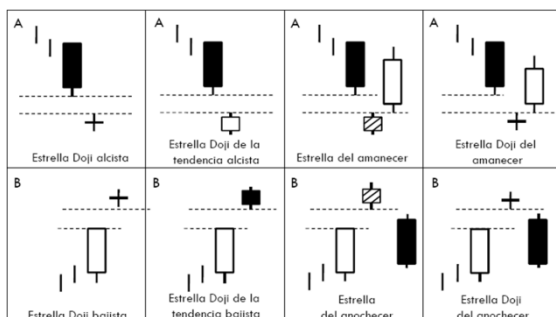 A
Estrella Doji alcista
A
Estrella Doji de la
tendencia alcista
A
Estrella del amanecer
A
Estrella Doji del
amanecer
B
Estrella Doji bajista
B
Estrella Doji de la
tendencia bajista
B
Estrella
del anochecer
B
Estrella Doji
del anochecer